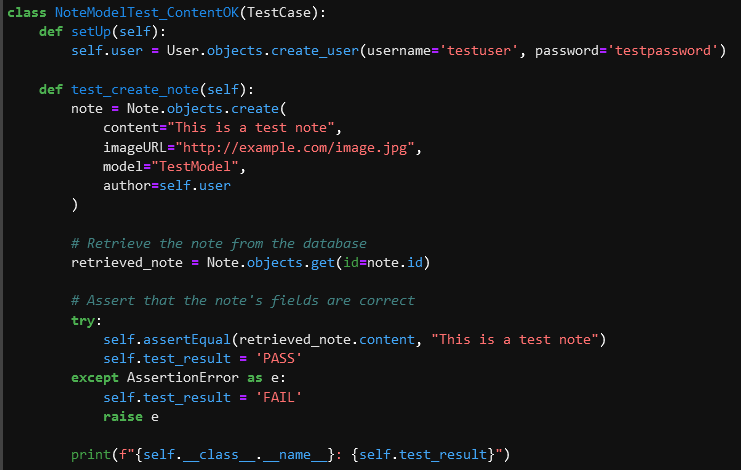 class NoteModelTest_ContentOK(TestCase):
    def setUp(self):
        self.user = User.objects.create_user(username='testuser', password='testpassword')

    def test_create_note(self):
        note = Note.objects.create(
            content="This is a test note",
            imageURL="http://example.com/image.jpg",
            model="TestModel",
            author=self.user
        )

        # Retrieve the note from the database
        retrieved_note = Note.objects.get(id=note.id)

        # Assert that the note's fields are correct
        try:
            self.assertEqual(retrieved_note.content, "This is a test note")
            self.test_result = 'PASS'
        except AssertionError as e:
            self.test_result = 'FAIL'
            raise e

        print(f"{self.__class__.__name__}: {self.test_result}")